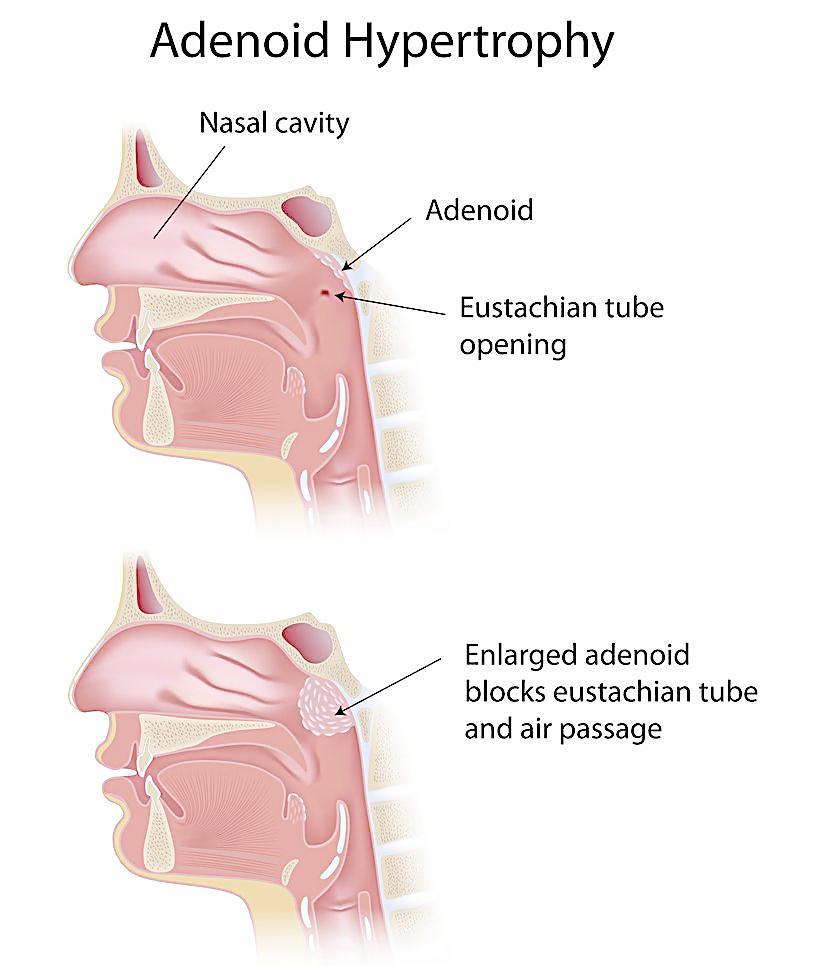 Adenoid Hypertrophy
Nasal cavity
Adenoid
Eustachian tube
opening
Enlarged adenoid
blocks eustachian tube
and air passage